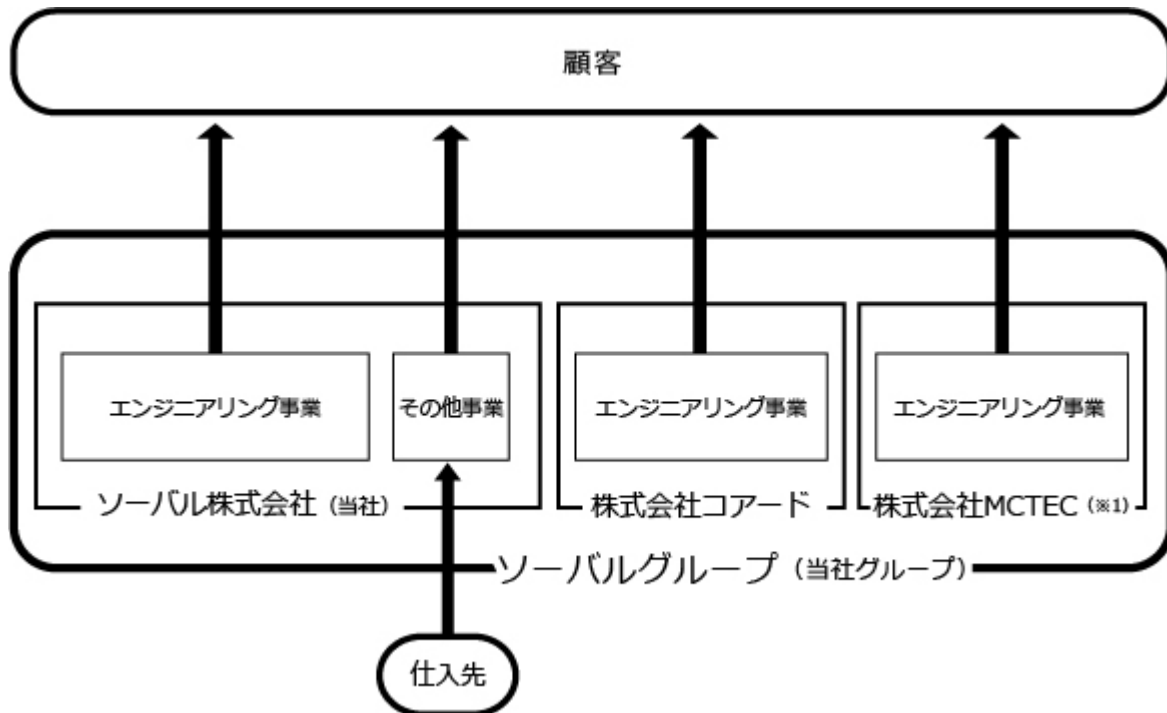 顧客
エンジニアリング事業
その他事業
エンジニアリング事業
エンジニアリング事業
ソーバル株式会社(当社)
株式会社コアード
株式会社MCTEC(※1)
ソーバルグループ(当社グループ)
仕入先